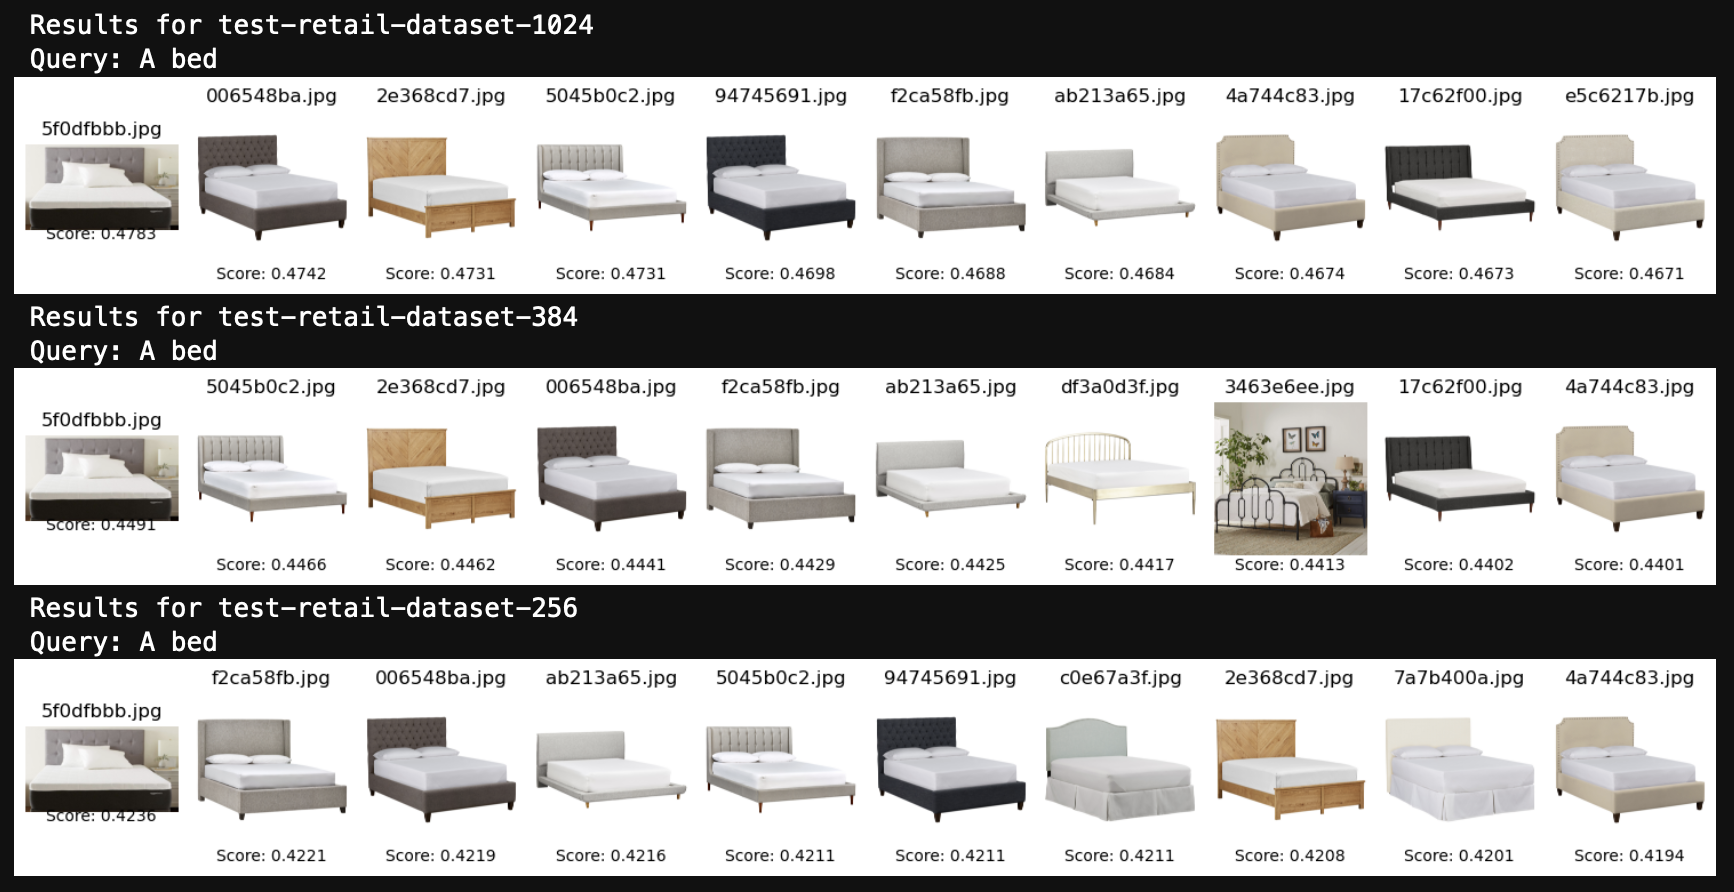 Results for test-retail-dataset-1024
Query: A bed
006548ba.jpg 2e368cd7.jpg 5045b0c2.jpg 94745691.jpg f2ca58fb.jpg ab213a65.jpg 4a744c83.jpg 17c62f00.jpg e5c6217b.jpg
5f0dfbbb.jpg
Score: 0.4783
Score: 0.4742 Score: 0.4731 Score: 0.4731 Score: 0.4698 Score: 0.4688 Score: 0.4684 Score: 0.4674 Score: 0.4673 Score: 0.4671
Results for test-retail-dataset-384
Query: A bed
5045b0c2.jpg 2e368cd7.jpg 006548ba.jpg f2ca58fb.jpg ab213a65.jpg df3a0d3f.jpg 3463e6ee.jpg 17c62f00.jpg 4a744c83.jpg
5f0dfbbb.jpg
Score: 0.4491
Score: 0.4466 Score: 0.4462 Score: 0.4441 Score: 0.4429 Score: 0.4425 Score: 0.4417 Score: 0.4413 Score: 0.4402 Score: 0.4401
Results for test-retail-dataset-256
Query: A bed
f2ca58fb.jpg 006548ba.jpg ab213a65.jpg 5045b0c2.jpg 94745691.jpg c0e67a3f.jpg 2e368cd7.jpg 7a7b400a.jpg 4a744c83.jpg
5f0dfbbb.jpg
Score: 0.4236
Score: 0.4221 Score: 0.4219 Score: 0.4216 Score: 0.4211 Score: 0.4211 Score: 0.4211 Score: 0.4208 Score: 0.4201 Score: 0.4194